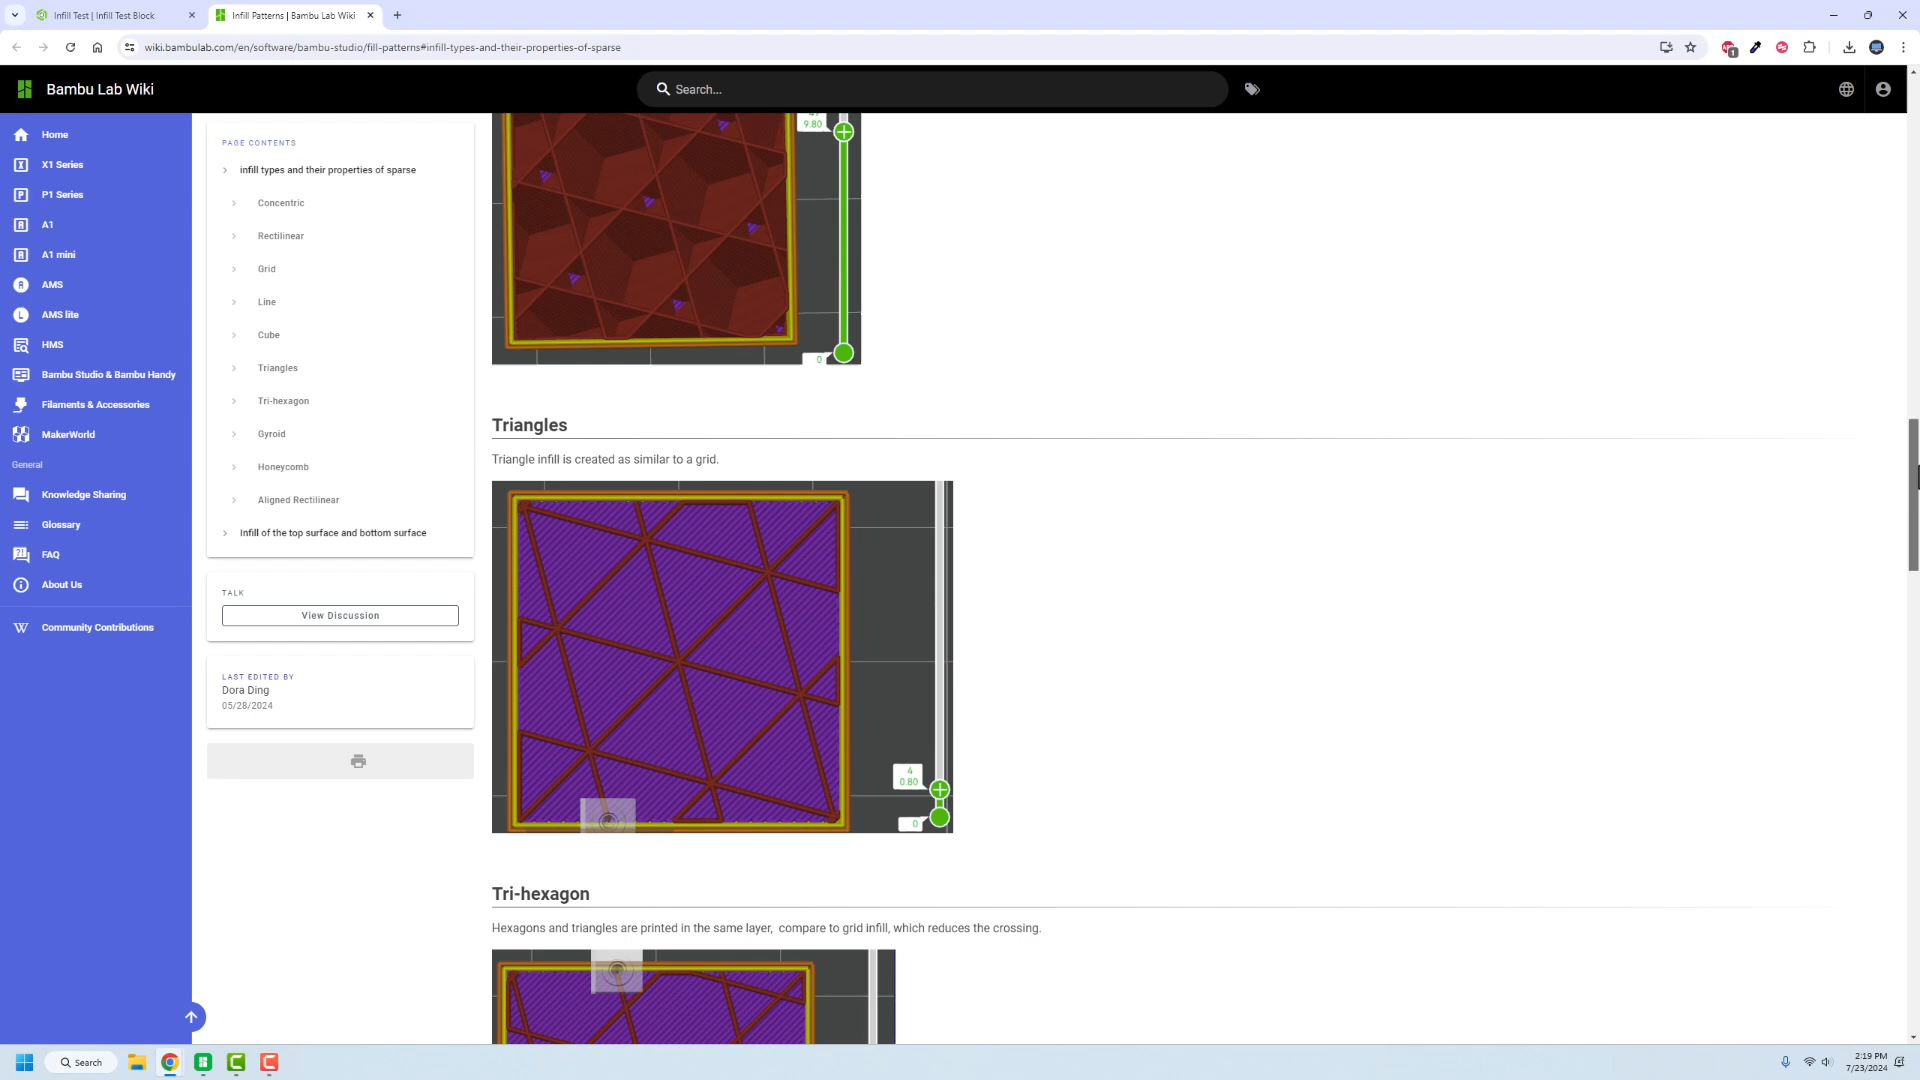 Infill Test | Infill Test Block
Infill Patterns | Bambu Lab Wiki
wiki.bambulab.com/en/software/bambu-studio/fill-patterns#infill-types-and-their-properties-of-sparse
1
Bambu Lab Wiki
Search...
Home
X1 Series
P1 Series
A1
A1 mini
AMS
AMS lite
HMS
Bambu Studio & Bambu Handy
Filaments & Accessories
MakerWorld
General
Knowledge Sharing
Glossary
FAQ
About Us
Community Contributions
PAGE CONTENTS
infill types and their properties of sparse
Concentric
Rectilinear
Grid
Line
Cube
Triangles
Tri-hexagon
Gyroid
Honeycomb
Aligned Rectilinear
Infill of the top surface and bottom surface
TALK
View Discussion
LAST EDITED BY
Dora Ding
05/28/2024
9.80
0
Triangles
Triangle infill is created as similar to a grid.
4
0.80
0
Tri-hexagon
Hexagons and triangles are printed in the same layer, compare to grid infill, which reduces the crossing.
Search
2:19 PM
7/23/2024